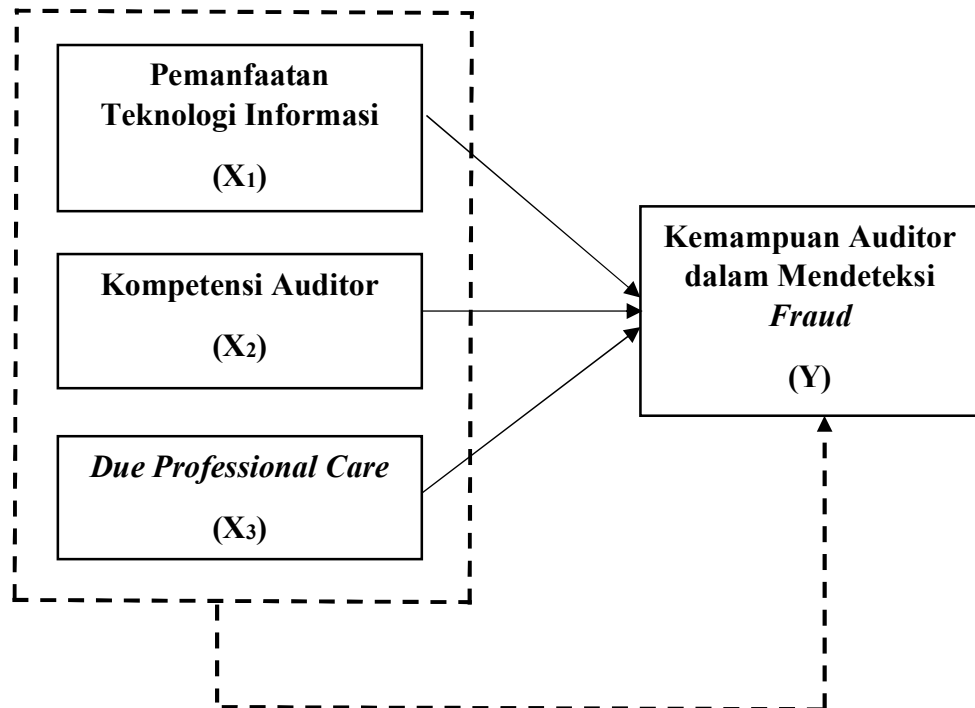 Pemanfaatan
Teknologi Informasi
(X1)
Kompetensi Auditor
(X2)
Due Professional Care
(X3)
Kemampuan Auditor
dalam Mendeteksi
Fraud
(Y)